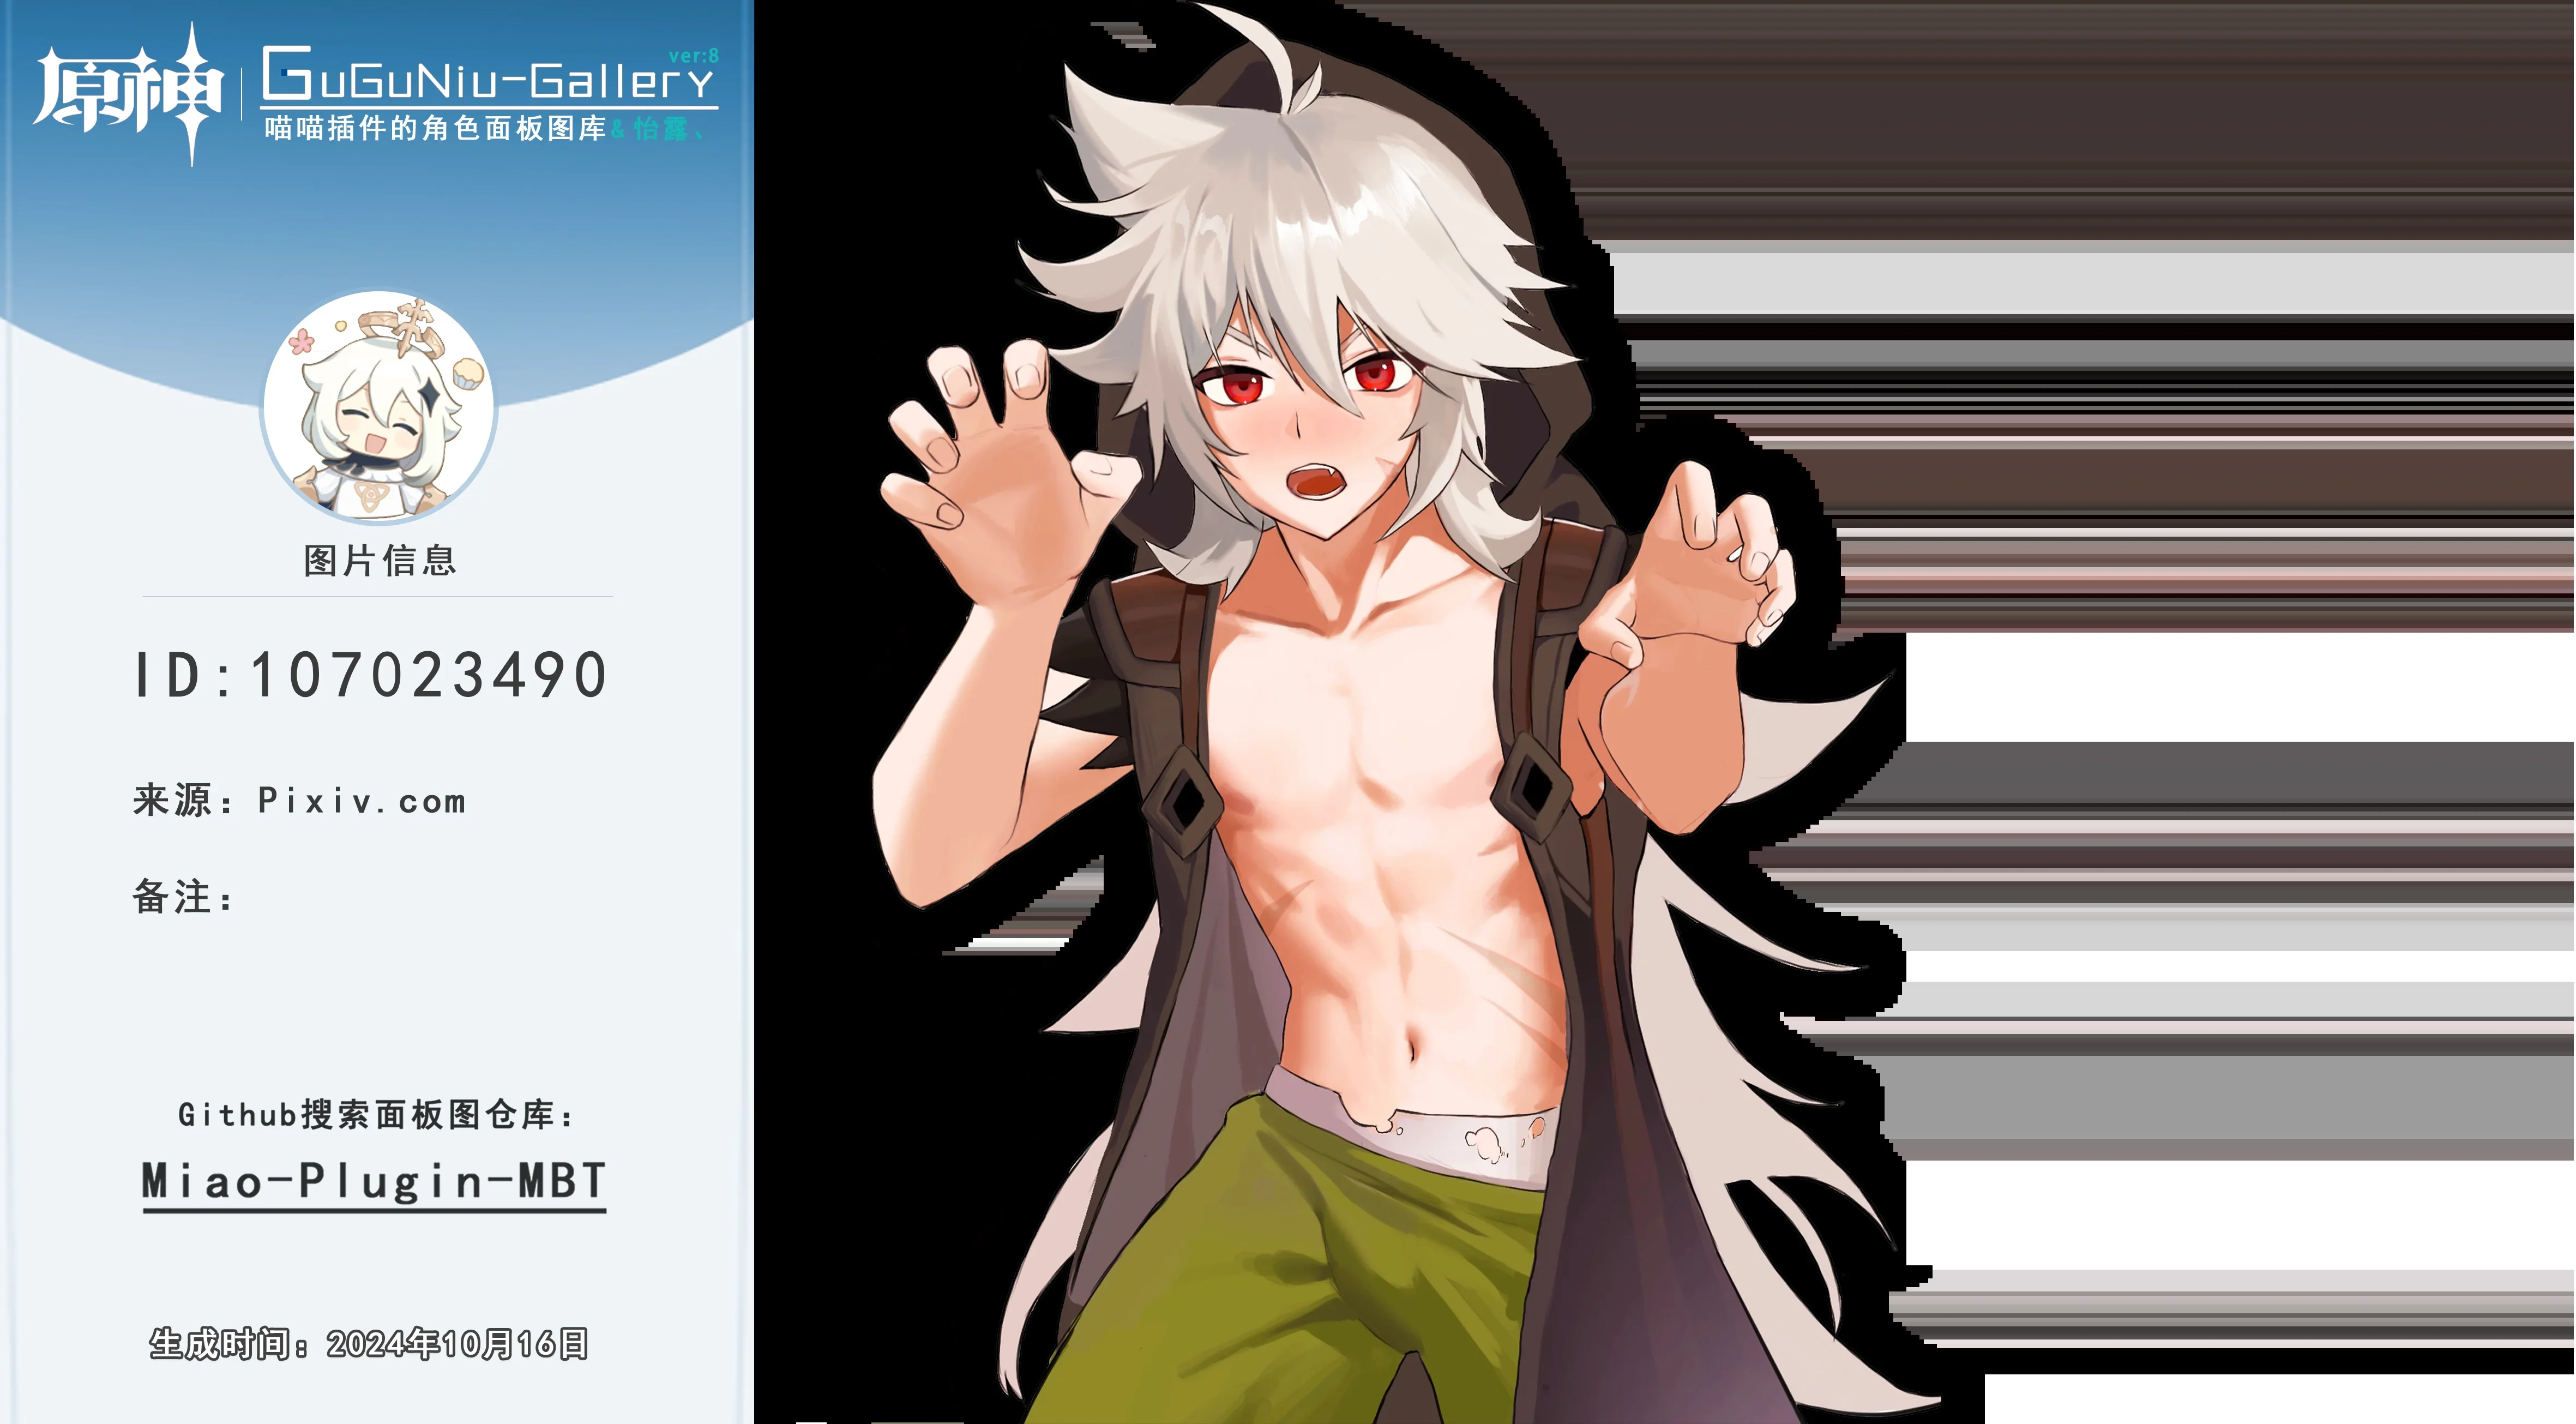 原神
GuGuNiu-Gallery
ver:8
喵喵插件的角色面板图库&怡露、
图片信息
ID:107023490
来源：Pixiv.com
备注：
Github搜索面板图仓库：
Miao-Plugin-MBT
生成时间：2024年10月16日